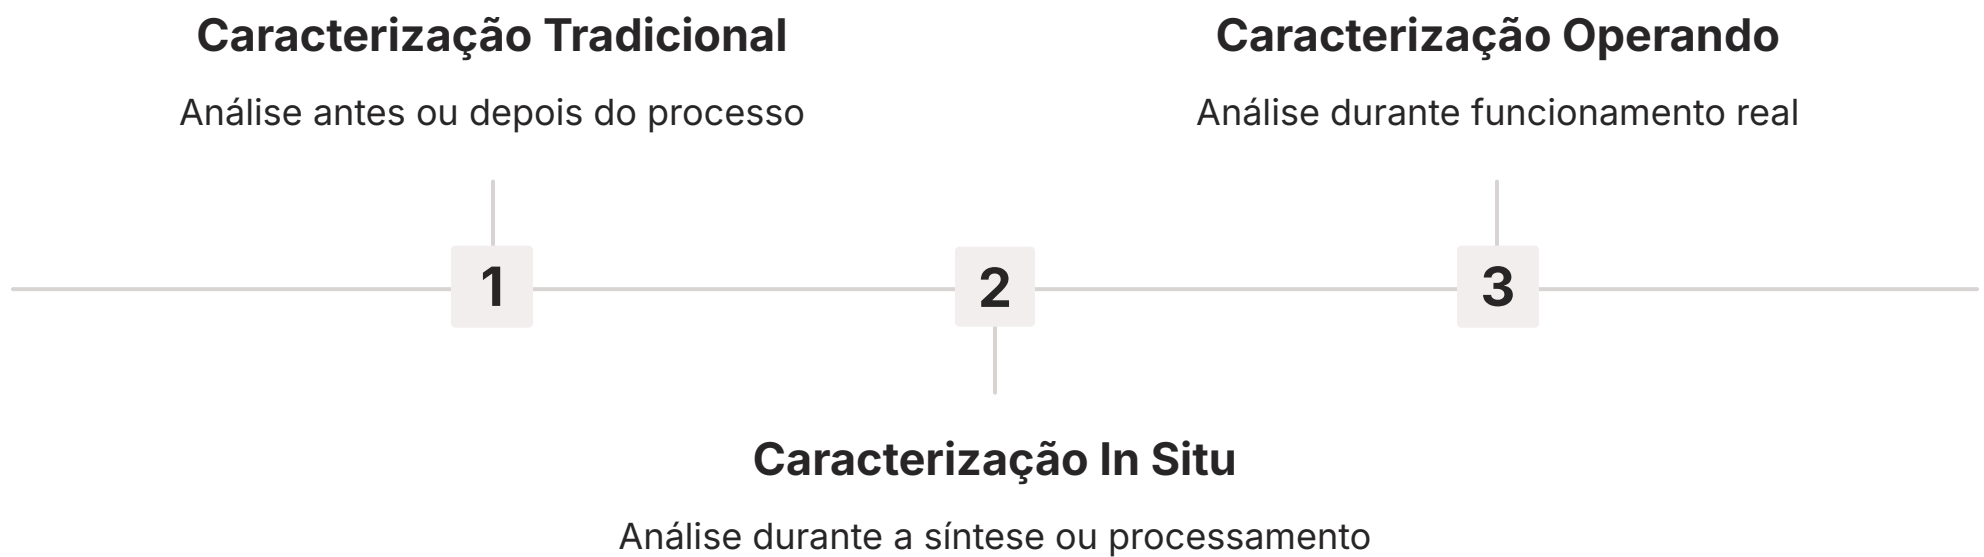 Caracterização Tradicional
Análise antes ou depois do processo
1
2
Caracterização In Situ
Análise durante a síntese ou processamento
Caracterização Operando
Análise durante funcionamento real
3